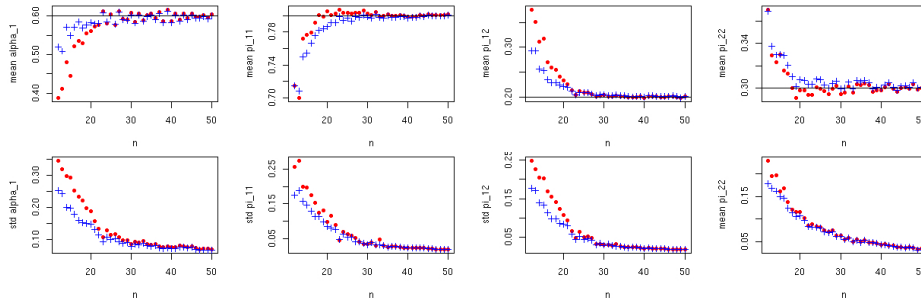 mean alpha_1
0.40 0.50 0.60
20 30 40 50
n
mean pi_11
0.70 0.90
20 30 40 50
n
mean pi_12
0.20 0.30
20 30 40 50
n
mean pi_22
0.30 0.34
20 30 40 50
n
std alpha_1
0.10 0.20 0.30
20 30 40 50
n
std pi_11
0.05 0.15 0.25
20 30 40 50
n
std pi_12
0.05 0.15 0.25
20 30 40 50
n
mean pi_22
0.05 0.15
20 30 40 50
n